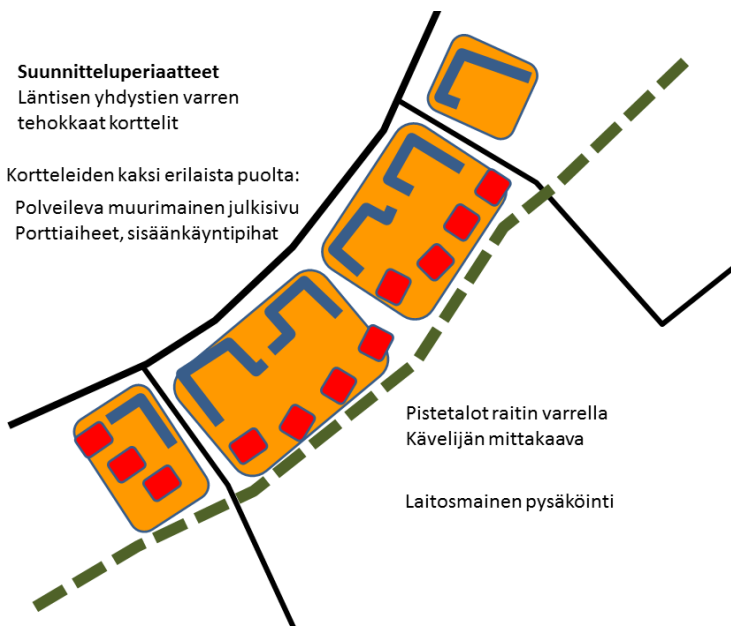 Suunnitteluperiaatteet
Läntisen yhdystien varren
tehokkaat korttelit
Kortteleiden kaksi erilaista puolta:
Polveileva muurimainen julkisivu
Porttiaiheet, sisäänkäyntipihat
Pistetalot raitin varrella
Kävelijän mittakaava
Laitosmainen pysäköinti